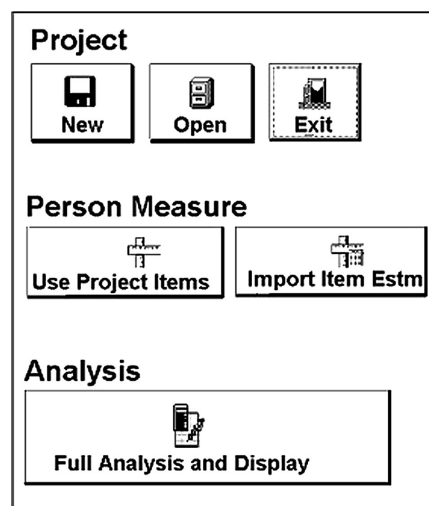 Project
New Open Exit
Person Measure
Use Project Items Import Item Estm
Analysis
Full Analysis and Display